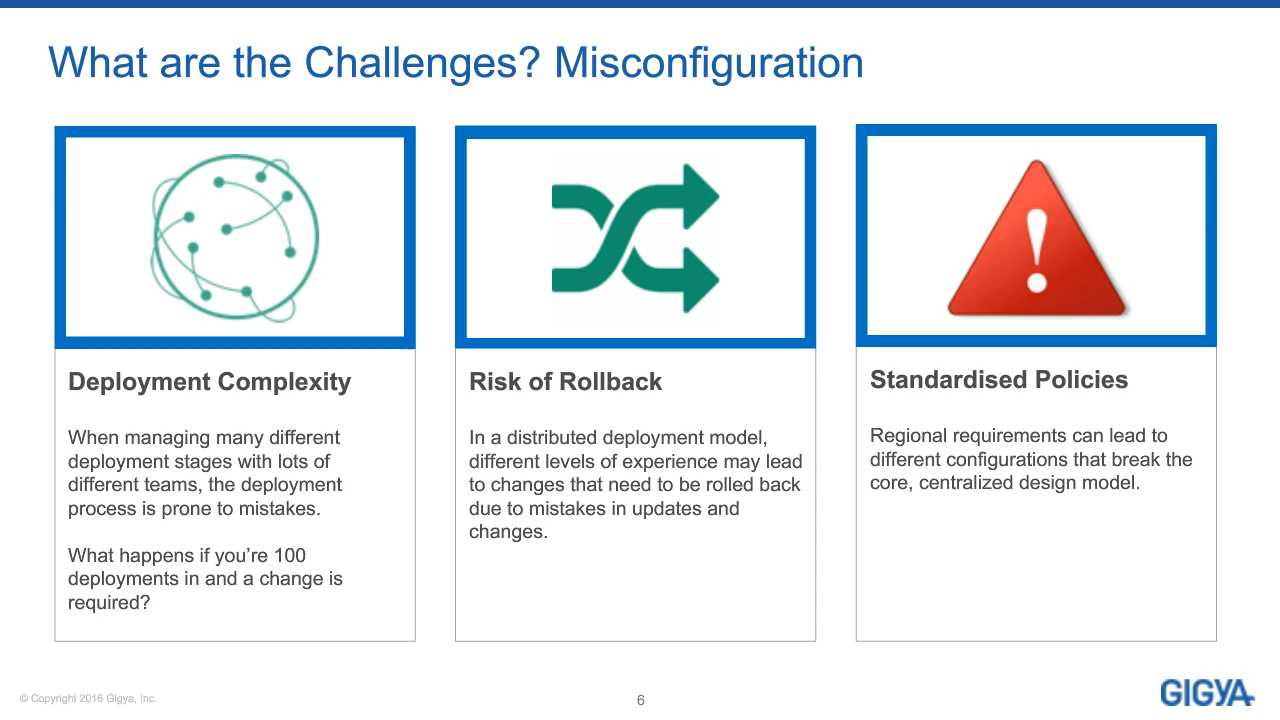 What are the Challenges? Misconfiguration
Deployment Complexity
When managing many different
deployment stages with lots of
different teams, the deployment
process is prone to mistakes.
What happens if you’re 100
deployments in and a change is
required?
Risk of Rollback
In a distributed deployment model,
different levels of experience may lead
to changes that need to be rolled back
due to mistakes in updates and
changes.
Standardised Policies
Regional requirements can lead to
different configurations that break the
core, centralized design model.
© Copyright 2016 Gigya, Inc.
6
GIGYA